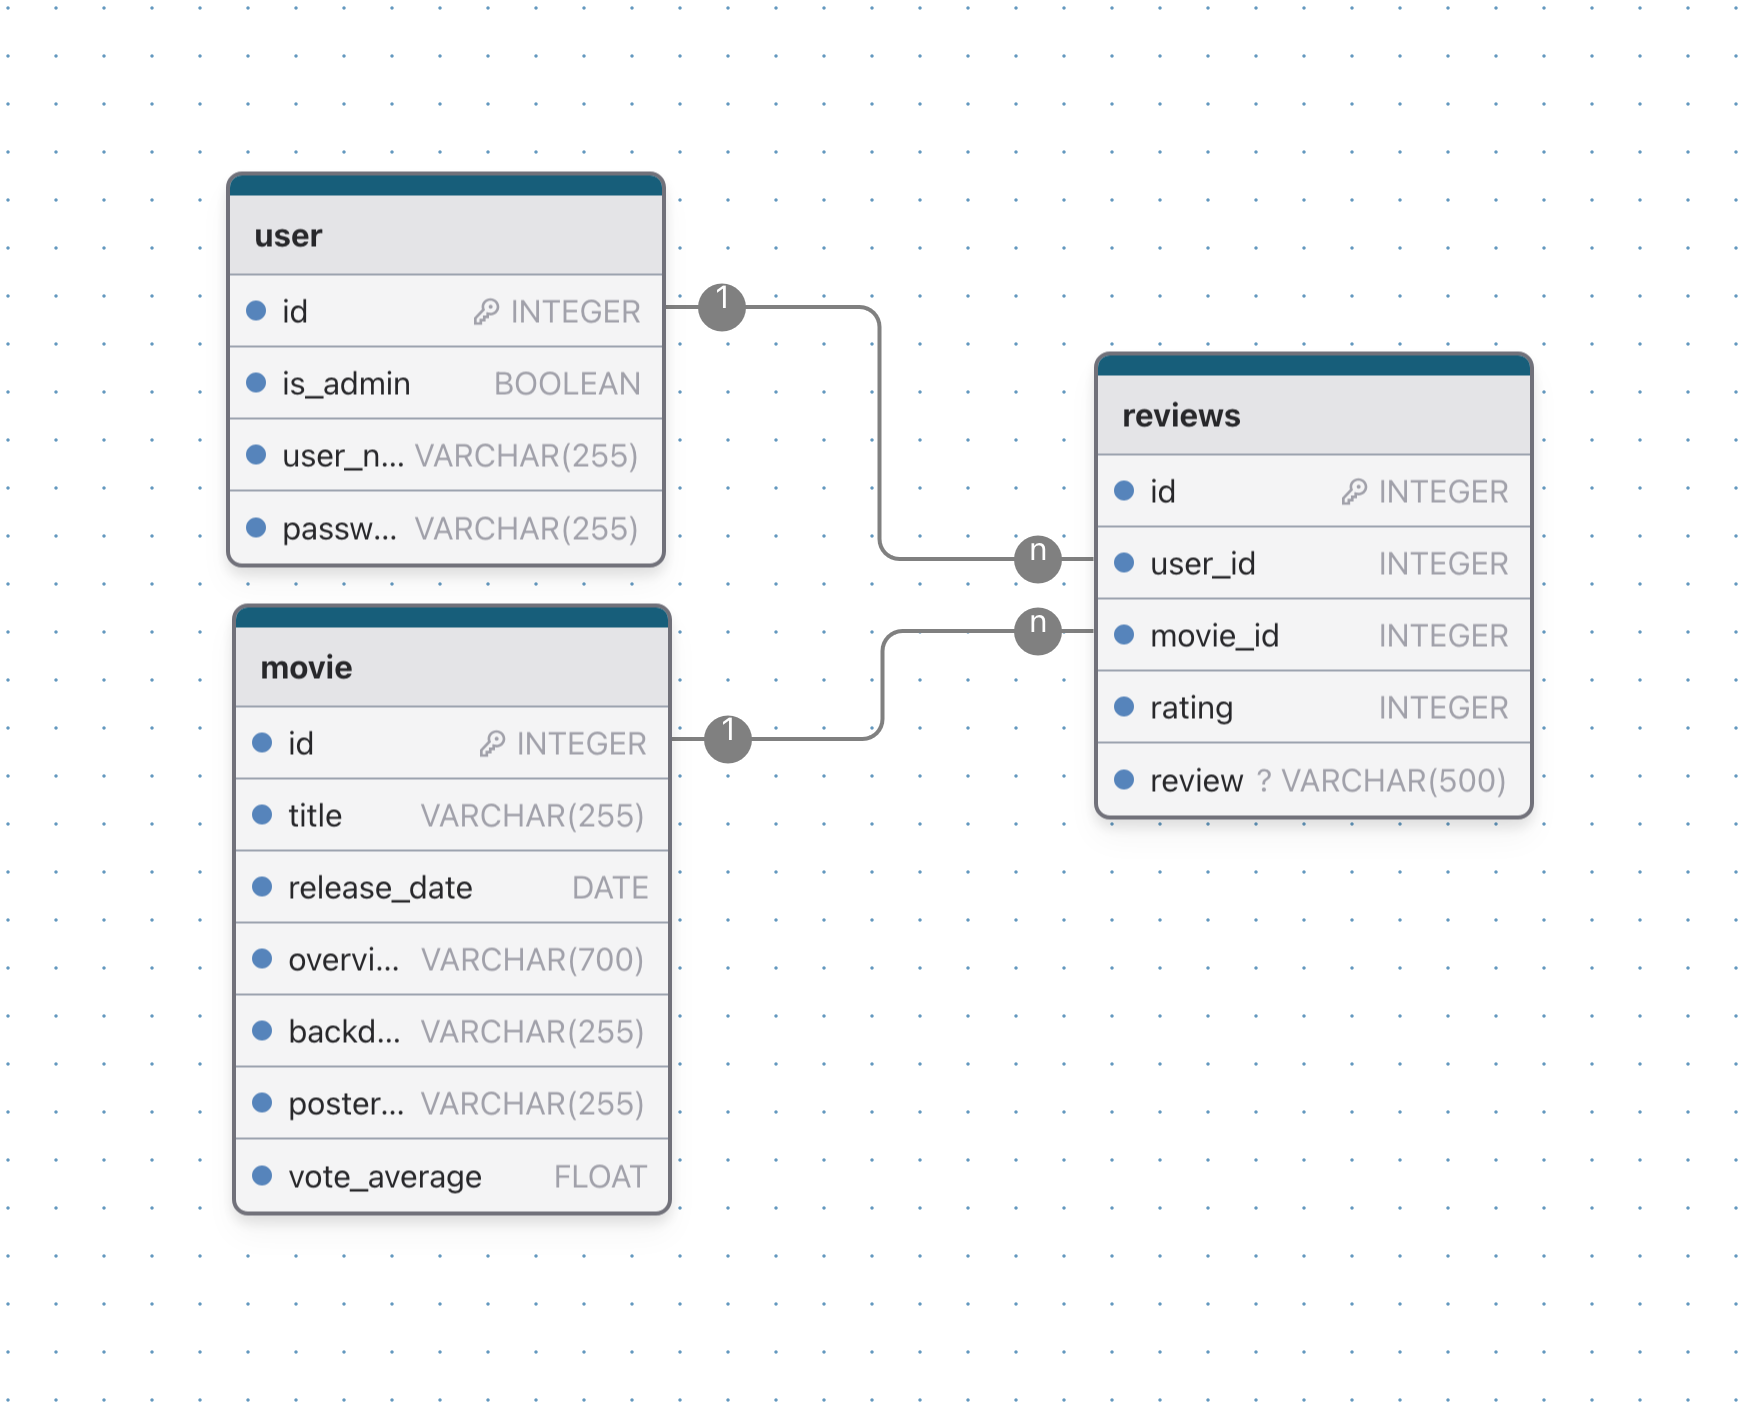 user
id INTEGER
is_admin BOOLEAN
user_n... VARCHAR(255)
passw... VARCHAR(255)
1
n
movie
id INTEGER
title VARCHAR(255)
release_date DATE
overvi... VARCHAR(700)
backd... VARCHAR(255)
poster... VARCHAR(255)
vote_average FLOAT
1
n
reviews
id INTEGER
user_id INTEGER
movie_id INTEGER
rating INTEGER
review ? VARCHAR(500)